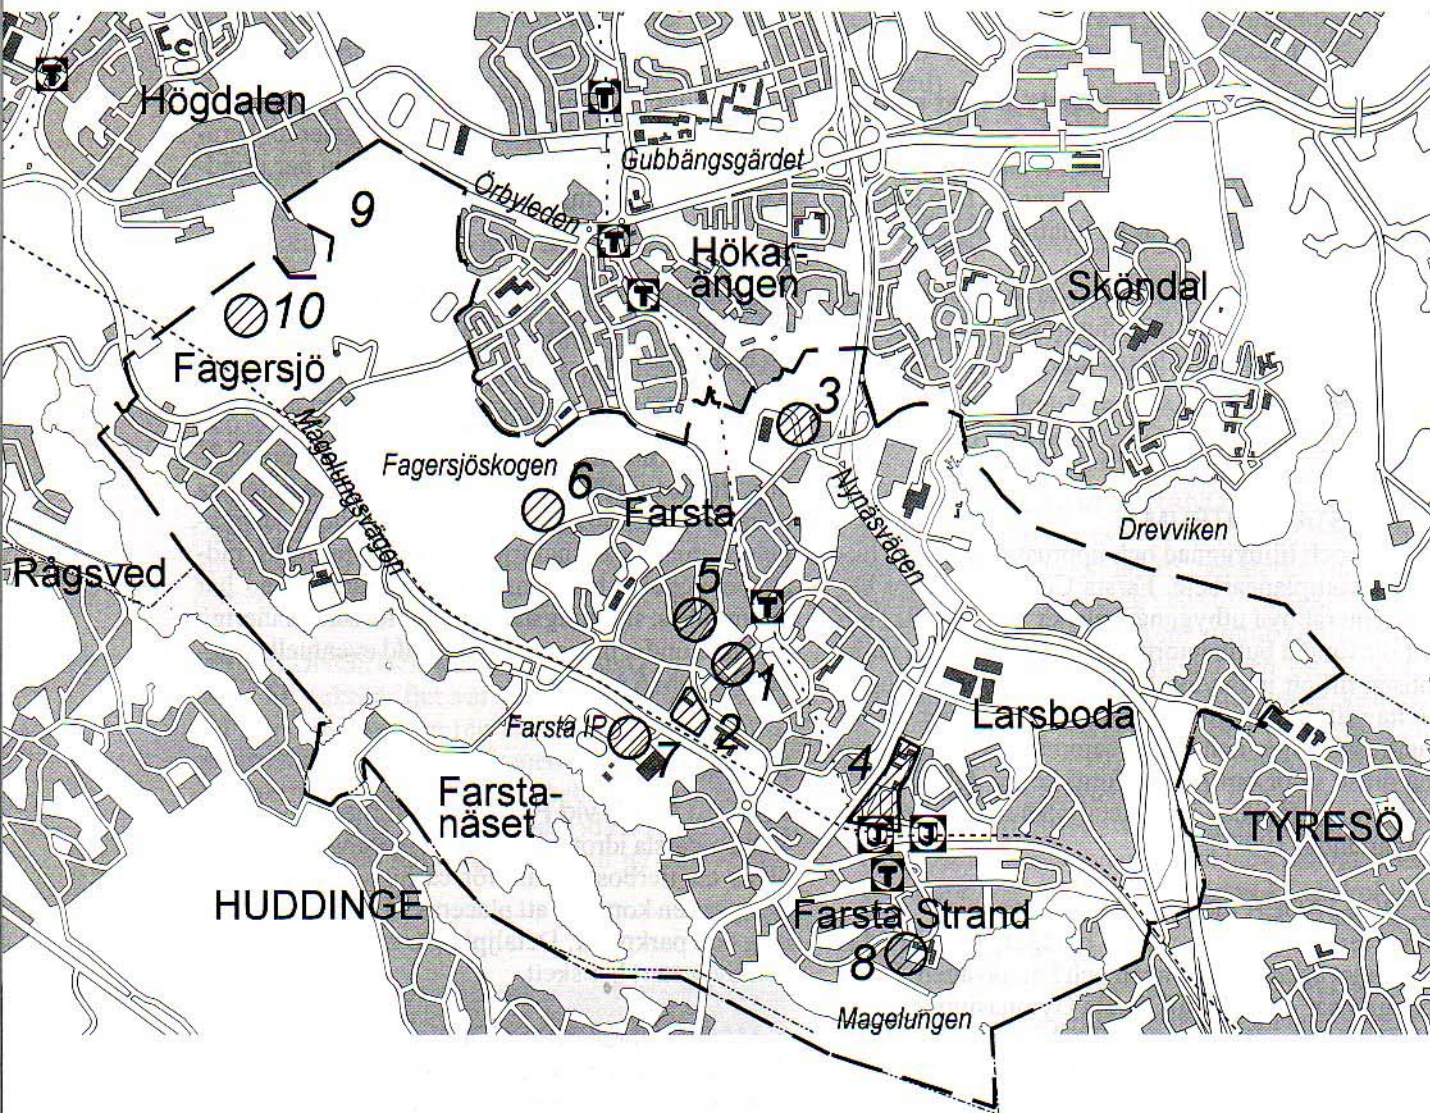 T
Högdalen
T
Gubbängsgärdet
Örbyleden
9
T
Hökar-
ängen
T
Sköndal
10
Fagersjö
3
Magelungsvägen
Fagersjöskogen
6
Farsta
Nynäsvägen
Drevviken
Rågsved
5
T
1
Larsboda
Farsta IP
2
7
4
Farsta-
näset
J
J
TYRESÖ
T
HUDDINGE
Farsta Strand
8
Magelungen